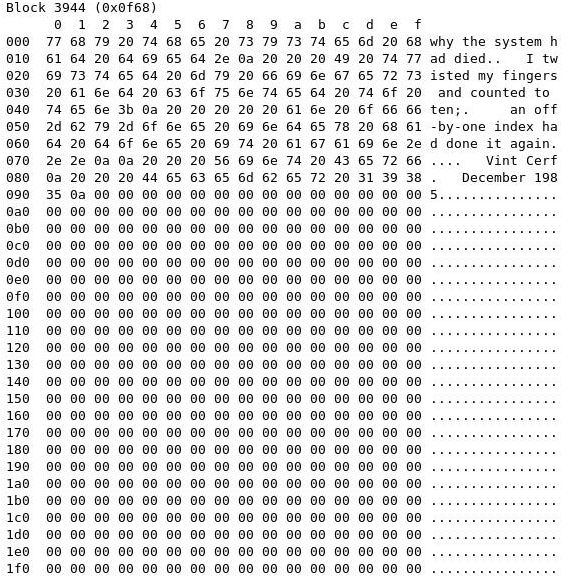 Block 3944 (0x0f68)
0 1 2 3 4 5 6 7 8 9 a b c d e f
000 77 68 79 20 74 68 65 20 73 79 73 74 65 6d 20 68 why the system h
010 61 64 20 64 69 65 64 2e 0a 20 20 20 49 20 74 77 ad died.. I tw
020 69 73 74 65 64 20 6d 79 20 66 69 6e 67 65 72 73 isted my fingers
030 20 61 6e 64 20 63 6f 75 6e 74 65 64 20 74 6f 20 and counted to
040 74 65 6e 3b 0a 20 20 20 20 20 61 6e 20 6f 66 66 ten;. an off
050 2d 62 79 2d 6f 6e 65 20 69 6e 64 65 78 20 68 61 -by-one index ha
060 64 20 64 6f 6e 65 20 69 74 20 61 67 61 69 6e 2e d done it again.
070 2e 2e 0a 0a 20 20 20 56 69 6e 74 20 43 65 72 66 .... Vint Cerf
080 0a 20 20 20 44 65 63 65 6d 62 65 72 20 31 39 38 . December 198
090 35 0a 00 00 00 00 00 00 00 00 00 00 00 00 00 00 5...............
0a0 00 00 00 00 00 00 00 00 00 00 00 00 00 00 00 00 ................
0b0 00 00 00 00 00 00 00 00 00 00 00 00 00 00 00 00 ................
0c0 00 00 00 00 00 00 00 00 00 00 00 00 00 00 00 00 ................
0d0 00 00 00 00 00 00 00 00 00 00 00 00 00 00 00 00 ................
0e0 00 00 00 00 00 00 00 00 00 00 00 00 00 00 00 00 ................
0f0 00 00 00 00 00 00 00 00 00 00 00 00 00 00 00 00 ................
100 00 00 00 00 00 00 00 00 00 00 00 00 00 00 00 00 ................
110 00 00 00 00 00 00 00 00 00 00 00 00 00 00 00 00 ................
120 00 00 00 00 00 00 00 00 00 00 00 00 00 00 00 00 ................
130 00 00 00 00 00 00 00 00 00 00 00 00 00 00 00 00 ................
140 00 00 00 00 00 00 00 00 00 00 00 00 00 00 00 00 ................
150 00 00 00 00 00 00 00 00 00 00 00 00 00 00 00 00 ................
160 00 00 00 00 00 00 00 00 00 00 00 00 00 00 00 00 ................
170 00 00 00 00 00 00 00 00 00 00 00 00 00 00 00 00 ................
180 00 00 00 00 00 00 00 00 00 00 00 00 00 00 00 00 ................
190 00 00 00 00 00 00 00 00 00 00 00 00 00 00 00 00 ................
1a0 00 00 00 00 00 00 00 00 00 00 00 00 00 00 00 00 ................
1b0 00 00 00 00 00 00 00 00 00 00 00 00 00 00 00 00 ................
1c0 00 00 00 00 00 00 00 00 00 00 00 00 00 00 00 00 ................
1d0 00 00 00 00 00 00 00 00 00 00 00 00 00 00 00 00 ................
1e0 00 00 00 00 00 00 00 00 00 00 00 00 00 00 00 00 ................
1f0 00 00 00 00 00 00 00 00 00 00 00 00 00 00 00 00 ................